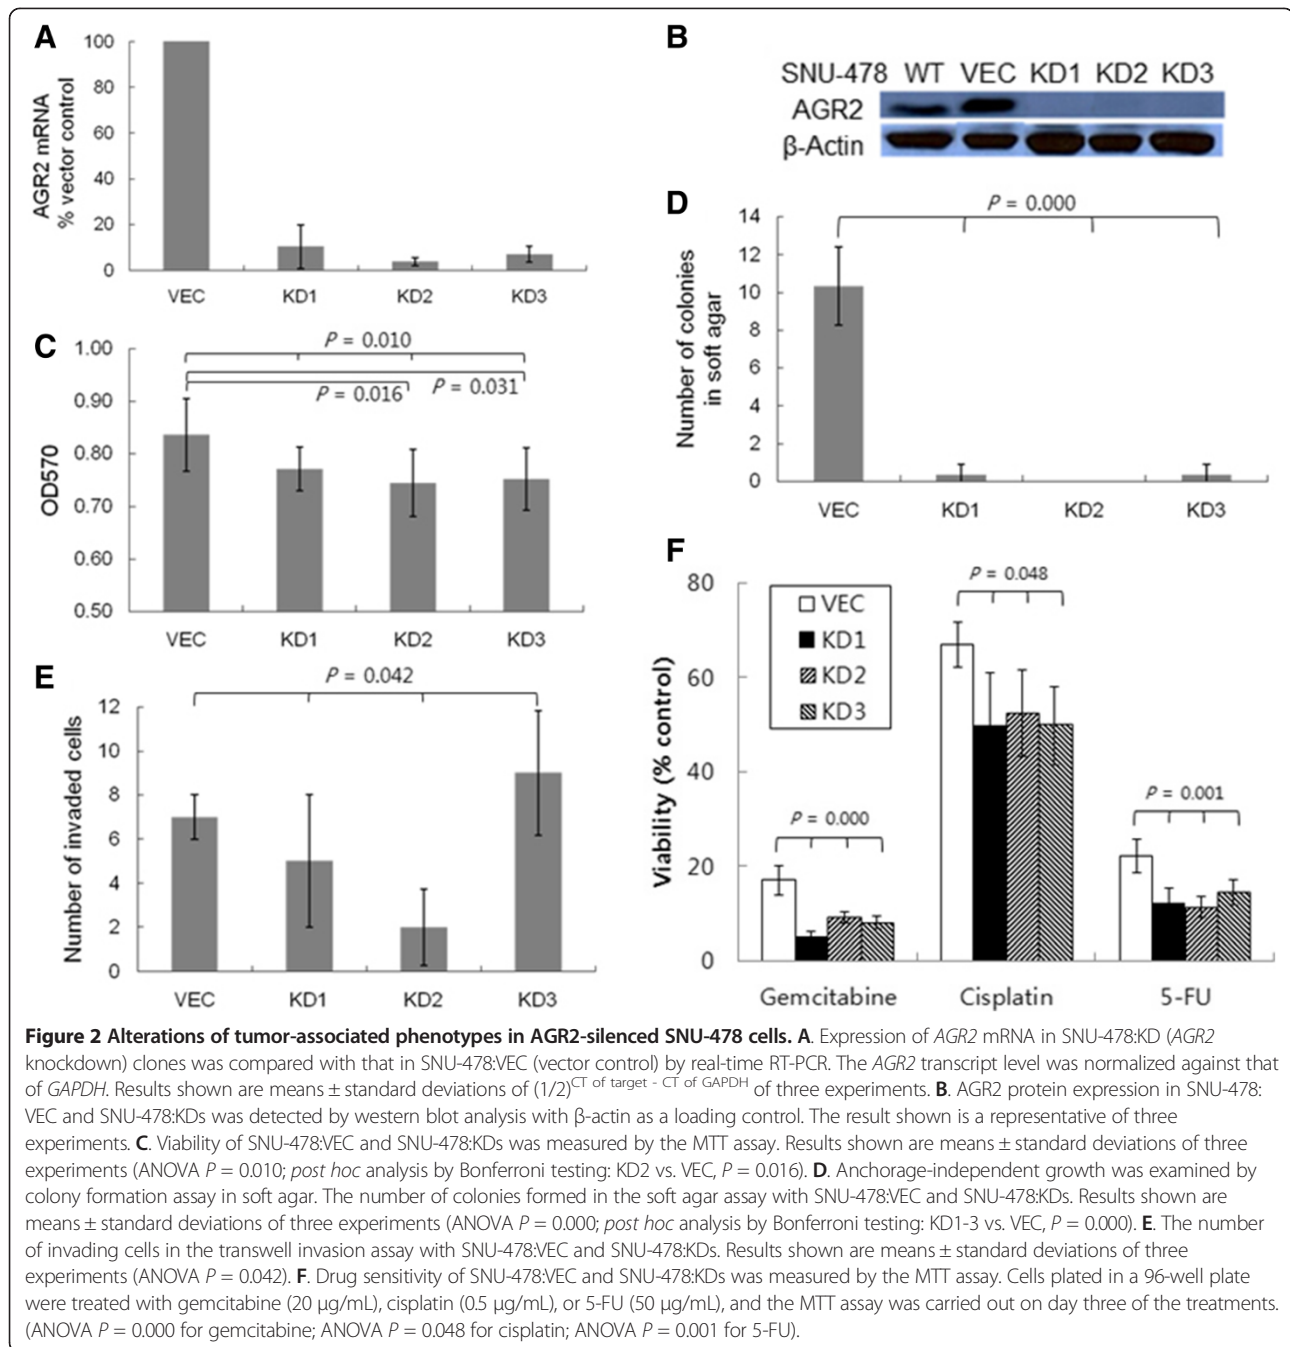 A
100
80
60
40
20
0
AGR2 mRNA
% vector control
VEC KD1 KD2 KD3
B
SNU-478 WT VEC KD1 KD2 KD3
AGR2
β-Actin
C
1.00
0.90
0.80
0.70
0.60
0.50
OD570
P = 0.010
P = 0.016
P = 0.031
VEC KD1 KD2 KD3
D
14
12
10
8
6
4
2
0
Number of colonies
in soft agar
P = 0.000
VEC KD1 KD2 KD3
E
12
10
8
6
4
2
0
Number of invaded cells
P = 0.042
VEC KD1 KD2 KD3
F
80
60
40
20
0
Viability (% control)
VEC
KD1
KD2
KD3
P = 0.000
P = 0.048
P = 0.001
Gemcitabine Cisplatin 5-FU
Figure 2 Alterations of tumor-associated phenotypes in AGR2-silenced SNU-478 cells. A. Expression of AGR2 mRNA in SNU-478:KD (AGR2
knockdown) clones was compared with that in SNU-478:VEC (vector control) by real-time RT-PCR. The AGR2 transcript level was normalized against that
of GAPDH. Results shown are means ± standard deviations of (1/2)^CT of target - CT of GAPDH of three experiments. B. AGR2 protein expression in SNU-478:
VEC and SNU-478:KDs was detected by western blot analysis with β-actin as a loading control. The result shown is a representative of three
experiments. C. Viability of SNU-478:VEC and SNU-478:KDs was measured by the MTT assay. Results shown are means ± standard deviations of three
experiments (ANOVA P = 0.010; post hoc analysis by Bonferroni testing: KD2 vs. VEC, P = 0.016). D. Anchorage-independent growth was examined by
colony formation assay in soft agar. The number of colonies formed in the soft agar assay with SNU-478:VEC and SNU-478:KDs. Results shown are
means ± standard deviations of three experiments (ANOVA P = 0.000; post hoc analysis by Bonferroni testing: KD1-3 vs. VEC, P = 0.000). E. The number
of invading cells in the transwell invasion assay with SNU-478:VEC and SNU-478:KDs. Results shown are means ± standard deviations of three
experiments (ANOVA P = 0.042). F. Drug sensitivity of SNU-478:VEC and SNU-478:KDs was measured by the MTT assay. Cells plated in a 96-well plate
were treated with gemcitabine (20 μg/mL), cisplatin (0.5 μg/mL), or 5-FU (50 μg/mL), and the MTT assay was carried out on day three of the treatments.
(ANOVA P = 0.000 for gemcitabine; ANOVA P = 0.048 for cisplatin; ANOVA P = 0.001 for 5-FU).